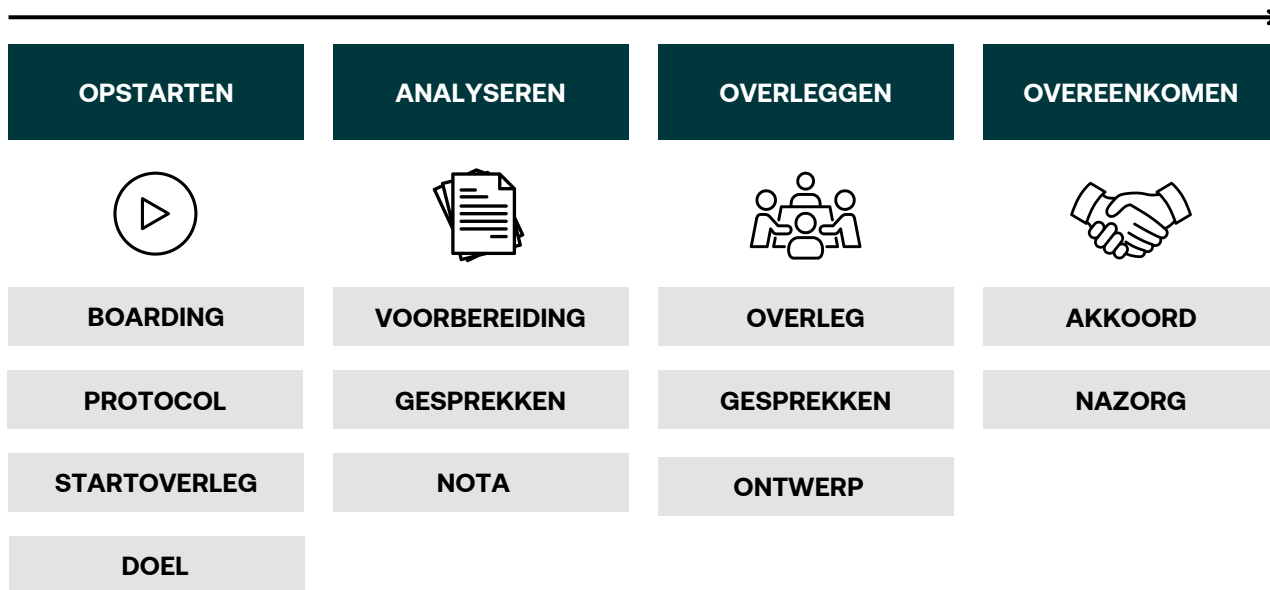 OPSTARTEN
ANALYSEREN
OVERLEGGEN
OVEREENKOMEN
BOARDING
VOORBEREIDING
OVERLEG
AKKOORD
PROTOCOL
GESPREKKEN
GESPREKKEN
NAZORG
STARTOVERLEG
NOTA
ONTWERP
DOEL